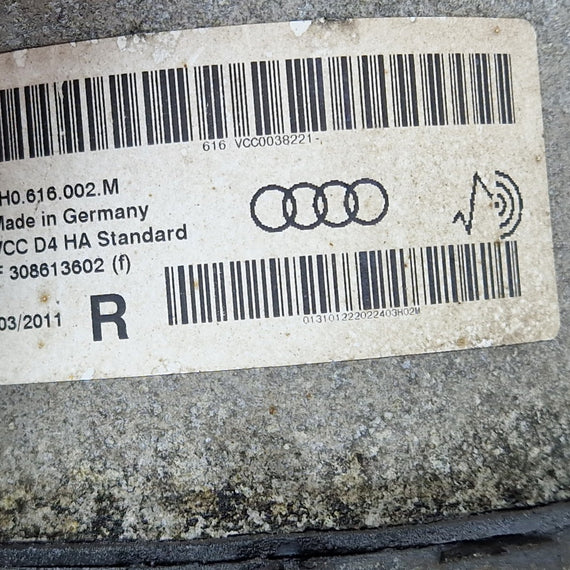 616 VCC0038221-
H0.616.002.M
Made in Germany
VCC D4 HA Standard
F 308613602 (f)
03/2011
R
013101222022403H02M